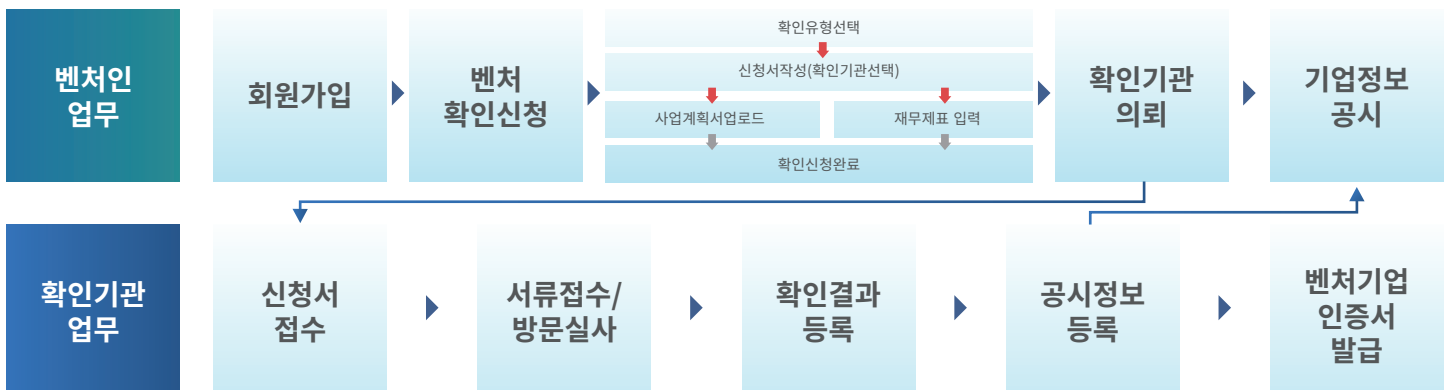 벤처인
업무
회원가입
벤처
확인신청
확인유형선택
신청서작성(확인기관선택)
사업계획서업로드
재무제표 입력
확인신청완료
확인기관
의뢰
기업정보
공시
확인기관
업무
신청서
접수
서류접수/
방문실사
확인결과
등록
공시정보
등록
벤처기업
인증서
발급